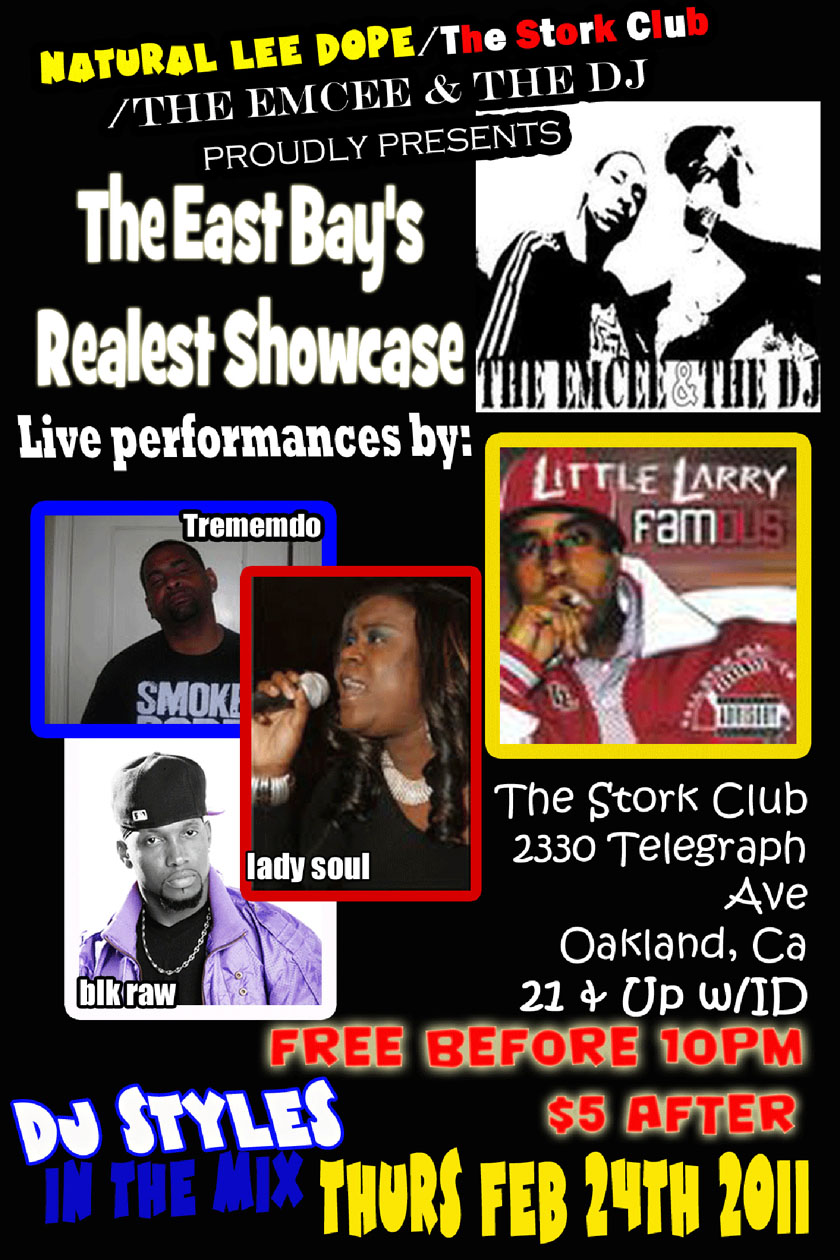 NATURAL LEE DOPE/The Stork Club
/THE EMCEE & THE DJ
PROUDLY PRESENTS
The East Bay's
Realest Showcase
THE EMCEE & THE DJ
Live performances by:
LITTLE LARRY
FAMOUS
Trememdo
SMOKE
lady soul
blk raw
The Stork Club
2330 Telegraph
Ave
Oakland, Ca
21 & Up w/ID
FREE BEFORE 10PM
$5 AFTER
DJ STYLES
IN THE MIX
THURS FEB 24TH 2011